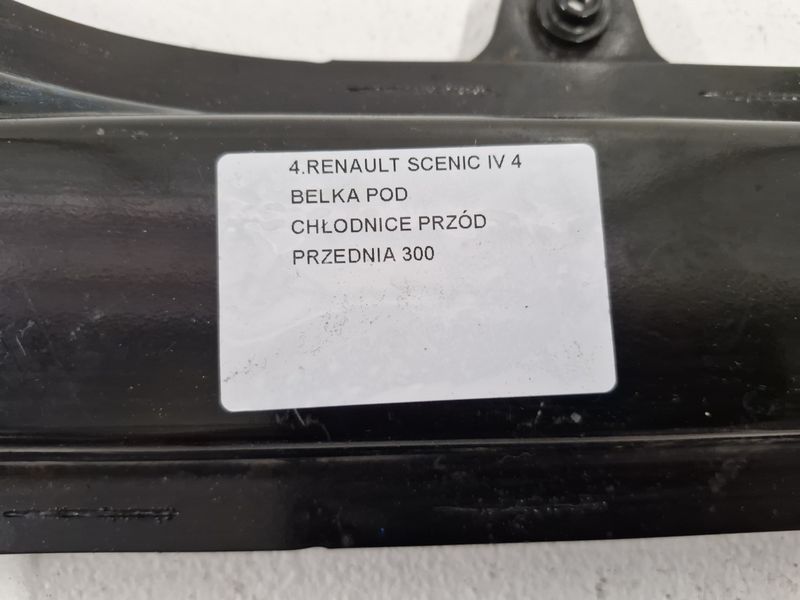 4.RENAULT SCENIC IV 4
BELKA POD
CHŁODNICE PRZÓD
PRZEDNIA 300